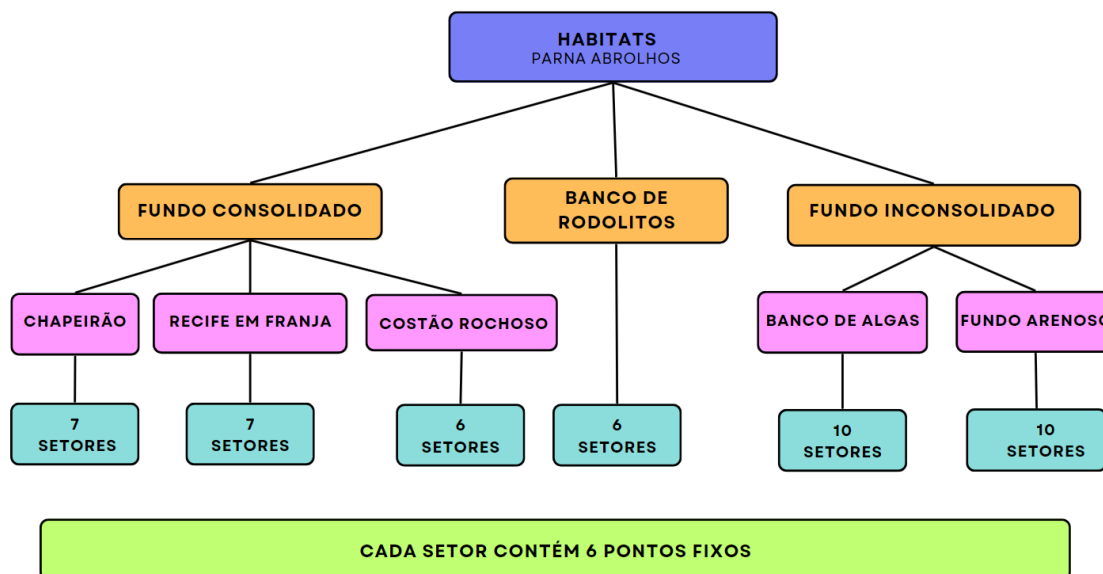 HABITATS
PARNA ABROLHOS
FUNDO CONSOLIDADO
BANCO DE
RODOLITOS
FUNDO INCONSOLIDADO
CHAPEIRÃO
RECIFE EM FRANJA
COSTÃO ROCHOSO
BANCO DE ALGAS
FUNDO ARENOSO
7
SETORES
7
SETORES
6
SETORES
6
SETORES
10
SETORES
10
SETORES
CADA SETOR CONTÉM 6 PONTOS FIXOS